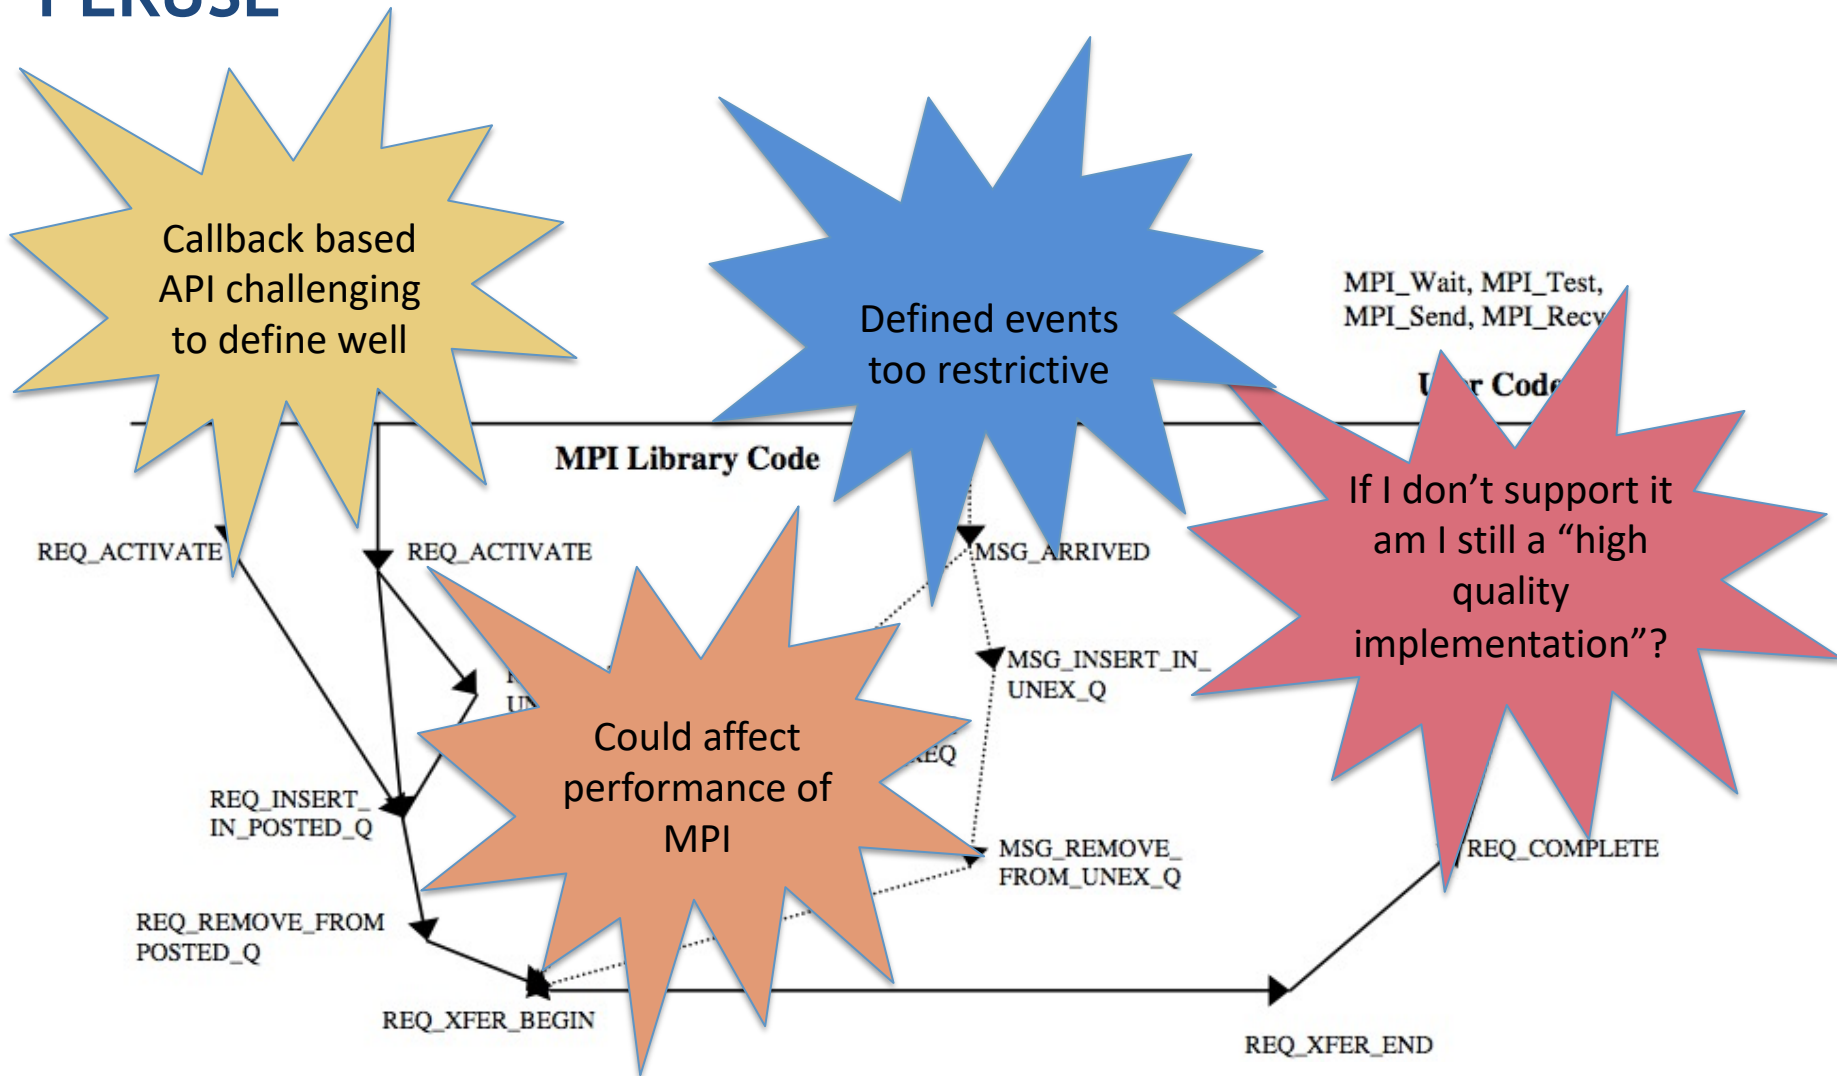 PERUSE
Callback based
API challenging
to define well
Defined events
too restrictive
MPI_Wait, MPI_Test,
MPI_Send, MPI_Recv
Code
MPI Library Code
If I don’t support it
am I still a “high
quality
implementation”?
REQ_ACTIVATE
REQ_ACTIVATE
MSG_ARRIVED
MSG_INSERT_IN_
UNEX_Q
Could affect
performance of
MPI
REQ_INSERT_
IN_POSTED_Q
MSG_REMOVE_
FROM_UNEX_Q
REQ_COMPLETE
REQ_REMOVE_FROM
POSTED_Q
REQ_XFER_BEGIN
REQ_XFER_END